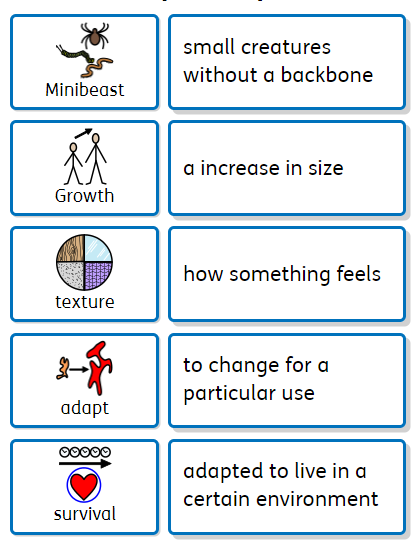 Minibeast
small creatures
without a backbone
Growth
a increase in size
texture
how something feels
adapt
to change for a
particular use
survival
adapted to live in a
certain environment